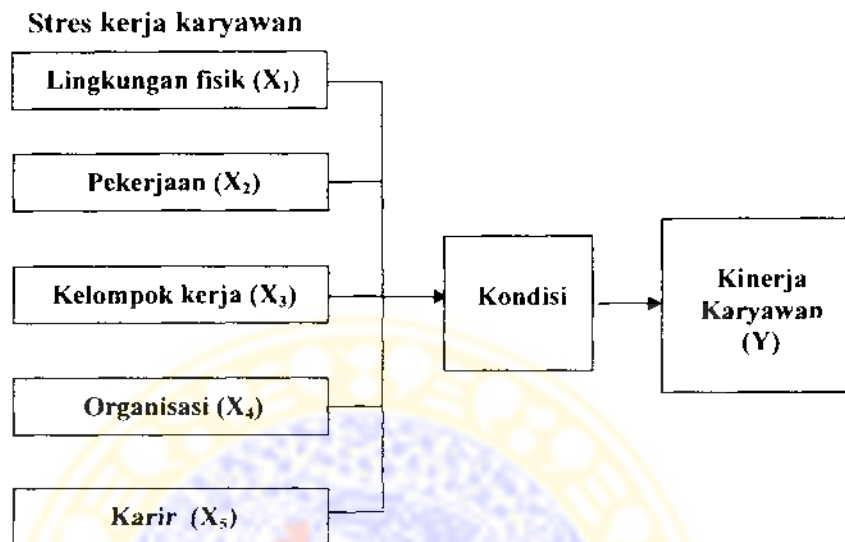 Stres kerja karyawan
Lingkungan fisik (X₁)
Pekerjaan (X₂)
Kelompok kerja (X₃)
Organisasi (X₄)
Karir (X₅)
Kondisi
Kinerja
Karyawan
(Y)